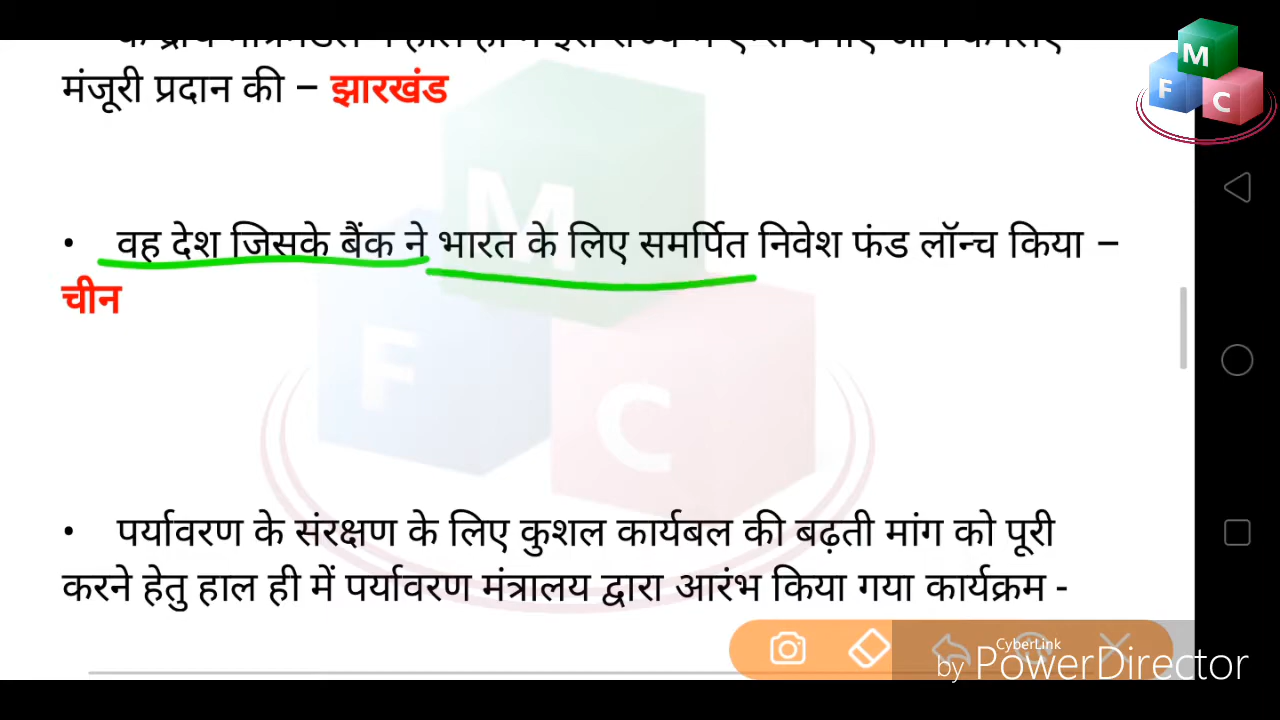 मंजूरी प्रदान की – झारखंड
• वह देश जिसके बैंक ने भारत के लिए समर्पित निवेश फंड लॉन्च किया –
चीन
• पर्यावरण के संरक्षण के लिए कुशल कार्यबल की बढ़ती मांग को पूरी
करने हेतु हाल ही में पर्यावरण मंत्रालय द्वारा आरंभ किया गया कार्यक्रम -
M
F
C
M
F
C
CyberLink
by PowerDirector